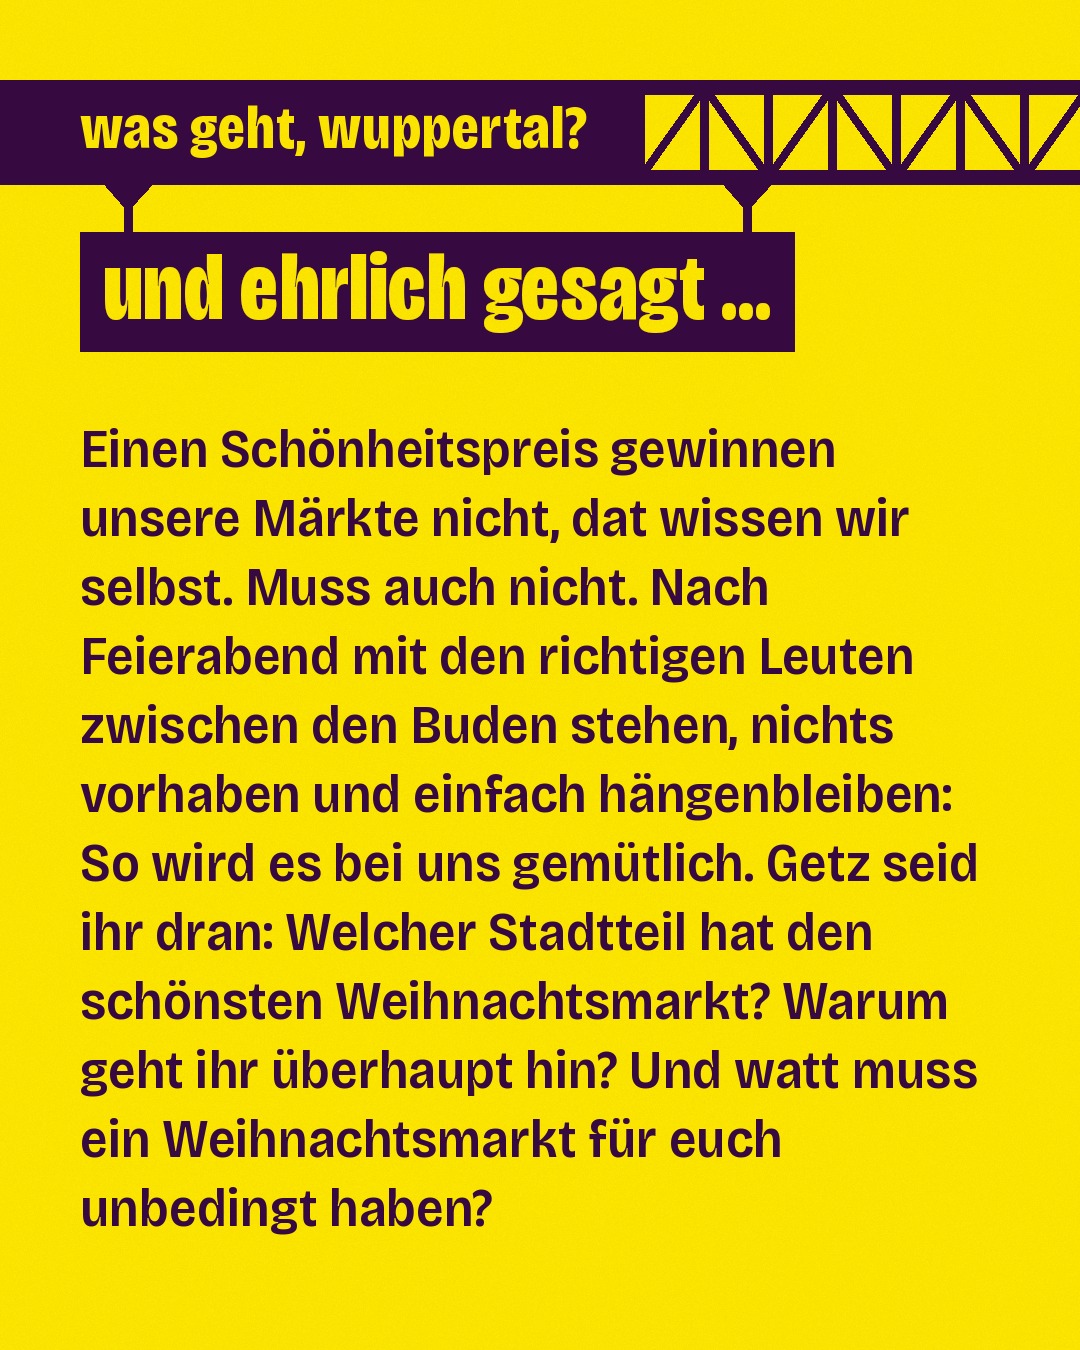 was geht, wuppertal?
und ehrlich gesagt ...
Einen Schönheitspreis gewinnen
unsere Märkte nicht, dat wissen wir
selbst. Muss auch nicht. Nach
Feierabend mit den richtigen Leuten
zwischen den Buden stehen, nichts
vorhaben und einfach hängenbleiben:
So wird es bei uns gemütlich. Getz seid
ihr dran: Welcher Stadtteil hat den
schönsten Weihnachtsmarkt? Warum
geht ihr überhaupt hin? Und watt muss
ein Weihnachtsmarkt für euch
unbedingt haben?